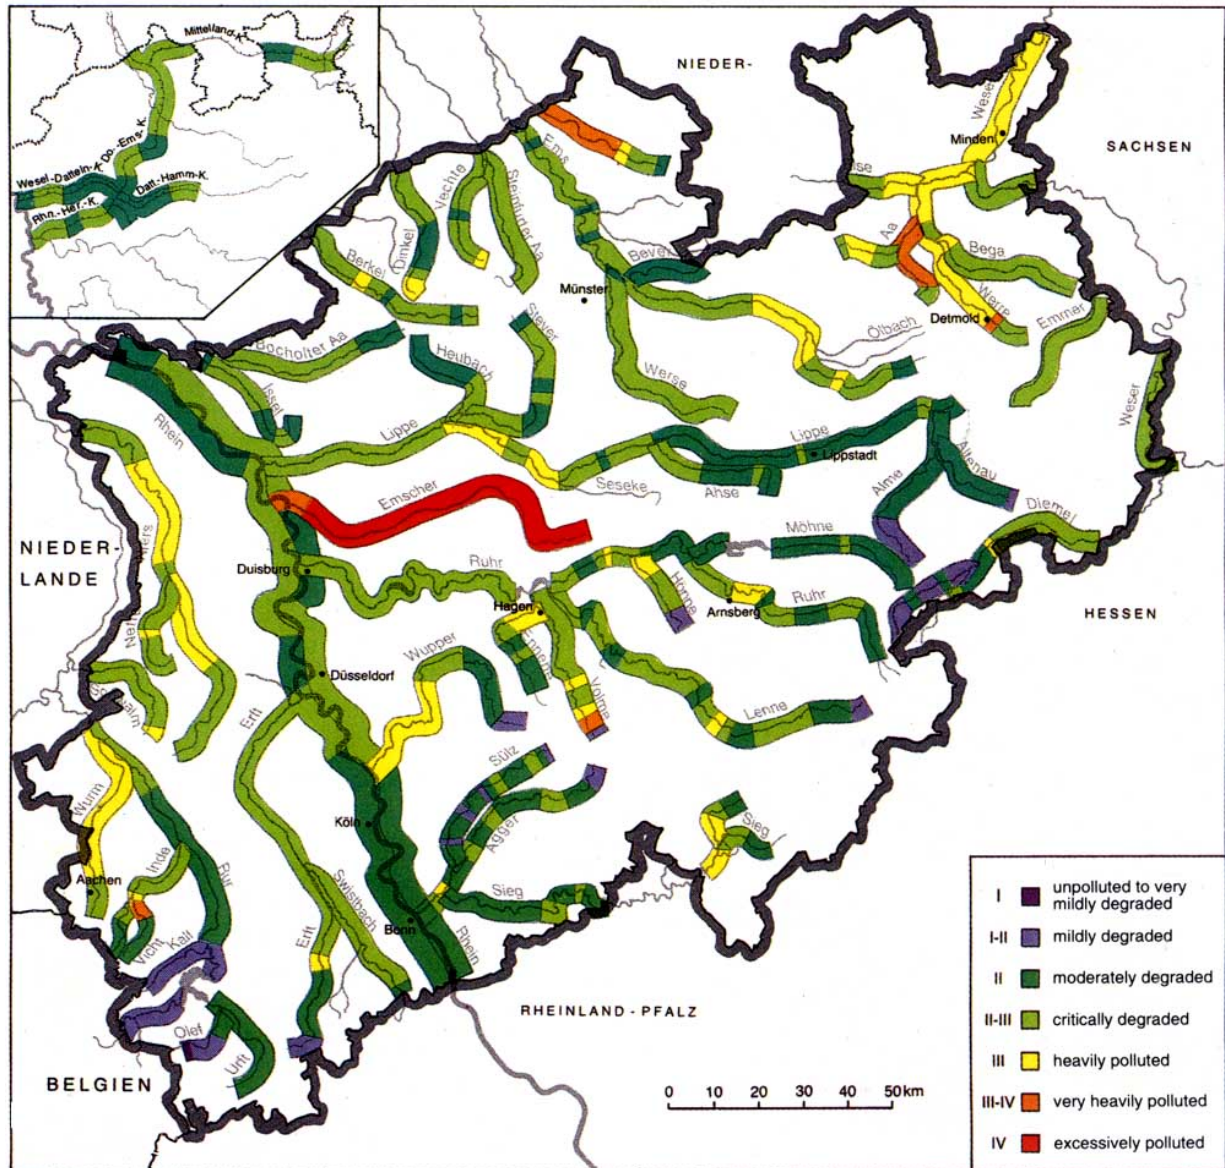 Mittelland-K.
Do.-Ems-K.
Wesel-Datteln-K.
Datt.-Hamm-K.
Rhn.-Her.-K.
NIEDER-
SACHSEN
Weser
Minden
Ems
Vechte
Steinfurter Aa
Dinkel
Berkel
Bever
Aa
Bega
Werre
Detmold
Emmer
Münster
Ölbach
Stever
Bocholter Aa
Heubach
Issel
Werse
Weser
Rhein
Lippe
Lippe
Lippstadt
Seseke
Ahse
Alme
Altenau
Emscher
Diemel
Möhne
NIEDER-
LANDE
Duisburg
Ruhr
Hagen
Hönne
Arnsberg
Ruhr
HESSEN
Wupper
Ennepe
Volme
Lenne
Düsseldorf
Erft
Sülz
Agger
Wurm
Köln
Sieg
Inde
Rur
Aachen
Swistbach
Sieg
Erft
Bonn
Rhein
Vicht
Kall
Olef
Urft
RHEINLAND-PFALZ
BELGIEN
0 10 20 30 40 50 km
I unpolluted to very
mildly degraded
I-II mildly degraded
II moderately degraded
II-III critically degraded
III heavily polluted
III-IV very heavily polluted
IV excessively polluted